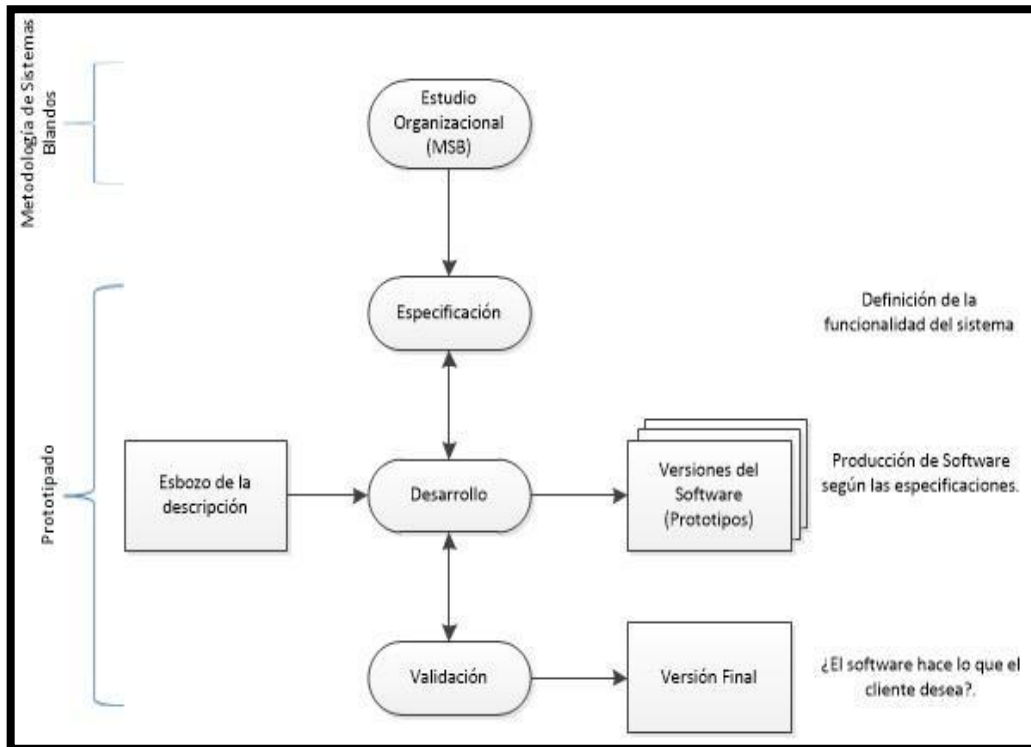 Metodología de Sistemas
Blandos
Estudio
Organizacional
(MSB)
Prototipado
Especificación
Definición de la
funcionalidad del sistema
Esbozo de la
descripción
Desarrollo
Versiones del
Software
(Prototipos)
Producción de Software
según las especificaciones.
Validación
Versión Final
¿El software hace lo que el
cliente desea?.